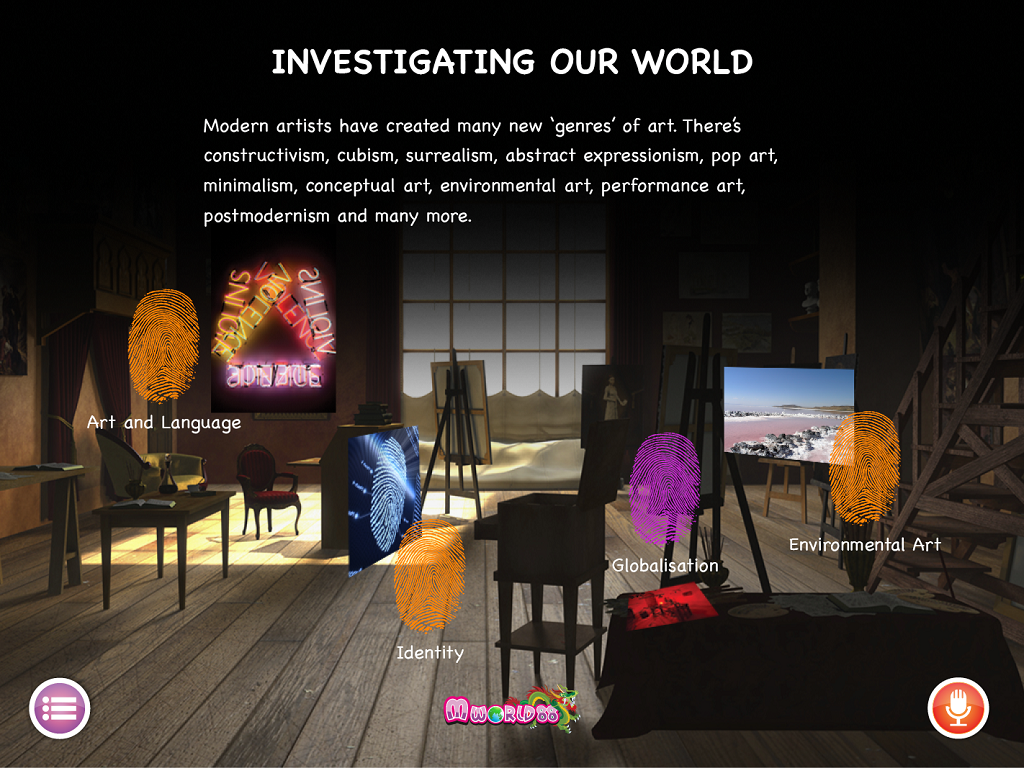 INVESTIGATING OUR WORLD
Modern artists have created many new ‘genres’ of art. There’s
constructivism, cubism, surrealism, abstract expressionism, pop art,
minimalism, conceptual art, environmental art, performance art,
postmodernism and many more.
Art and Language
Environmental Art
Globalisation
Identity
MWORLD88